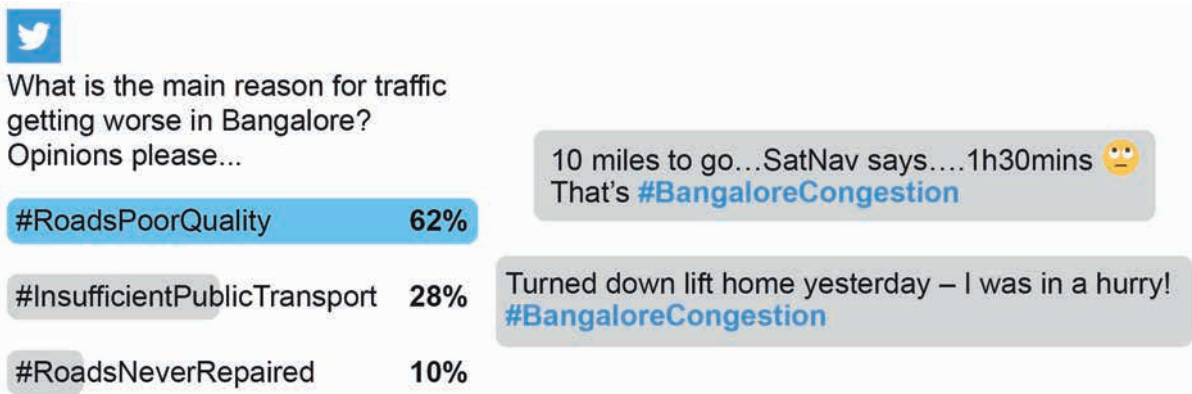 What is the main reason for traffic
getting worse in Bangalore?
Opinions please...
#RoadsPoorQuality 62%
#InsufficientPublicTransport 28%
#RoadsNeverRepaired 10%
10 miles to go…SatNav says….1h30mins 🙄
That’s #BangaloreCongestion
Turned down lift home yesterday – I was in a hurry!
#BangaloreCongestion